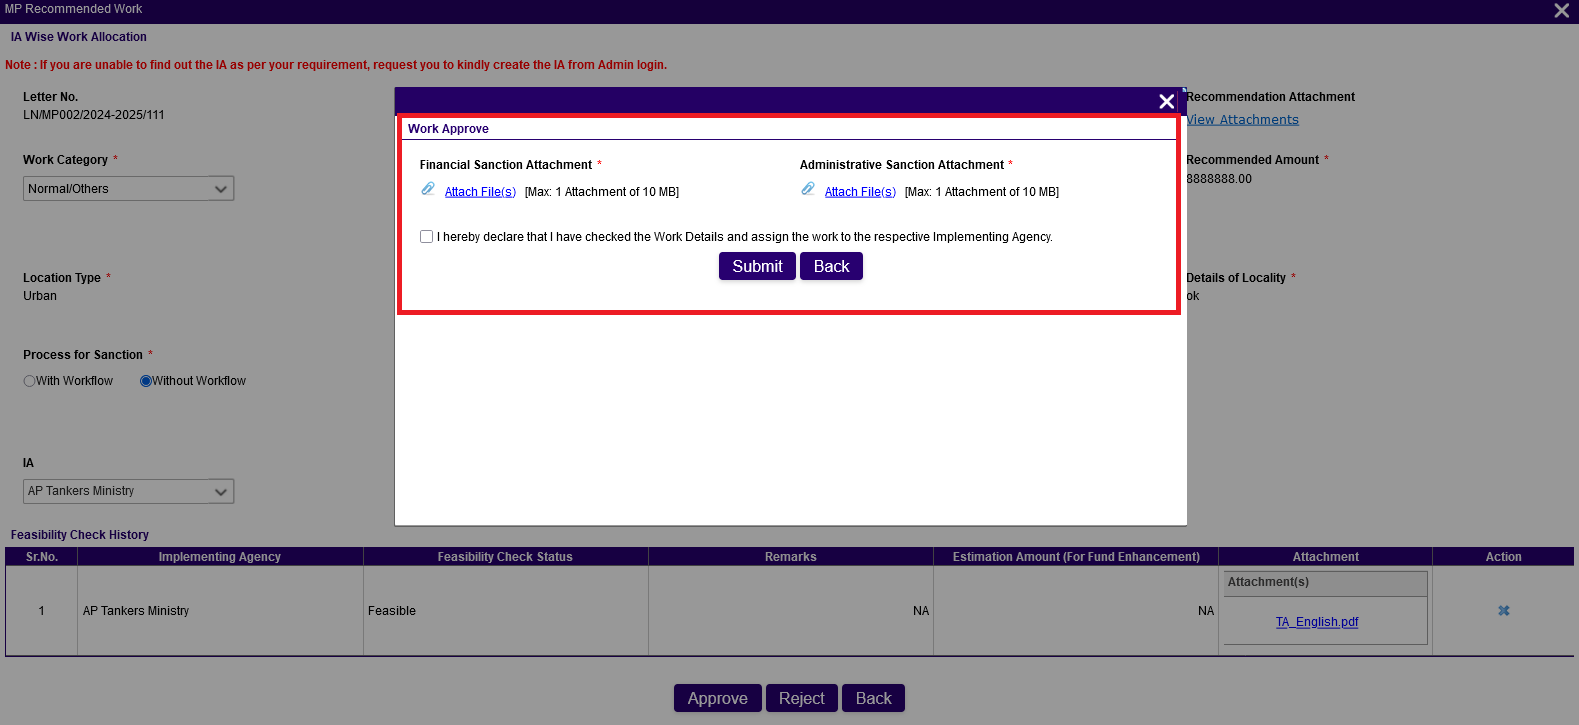 MP Recommended Work
IA Wise Work Allocation
Note : If you are unable to find out the IA as per your requirement, request you to kindly create the IA from Admin login.
Letter No.
LN/MP002/2024-2025/111
Recommendation Attachment
View Attachments
Work Category *
Normal/Others
Recommended Amount *
8888888.00
Location Type *
Urban
Details of Locality *
ok
Process for Sanction *
With Workflow Without Workflow
IA
AP Tankers Ministry
Work Approve
Financial Sanction Attachment * Administrative Sanction Attachment *
Attach File(s) [Max: 1 Attachment of 10 MB] Attach File(s) [Max: 1 Attachment of 10 MB]
I hereby declare that I have checked the Work Details and assign the work to the respective Implementing Agency.
Submit Back
Feasibility Check History
Sr.No. Implementing Agency Feasibility Check Status Remarks Estimation Amount (For Fund Enhancement) Attachment Action
Attachment(s)
1 AP Tankers Ministry Feasible NA NA
TA_English.pdf
Approve Reject Back